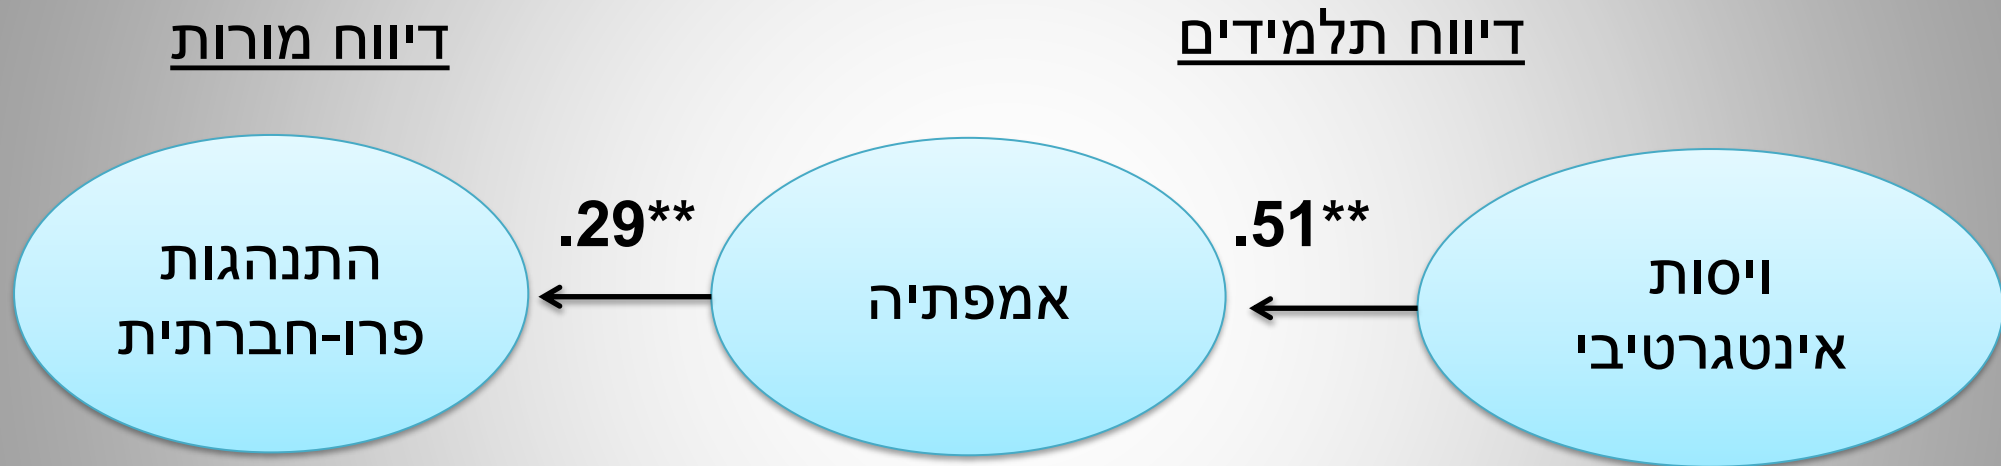 דיווח תלמידים
דיווח מורות
ויסות
אינטגרטיבי
.51**
אמפתיה
.29**
התנהגות
פרו-חברתית